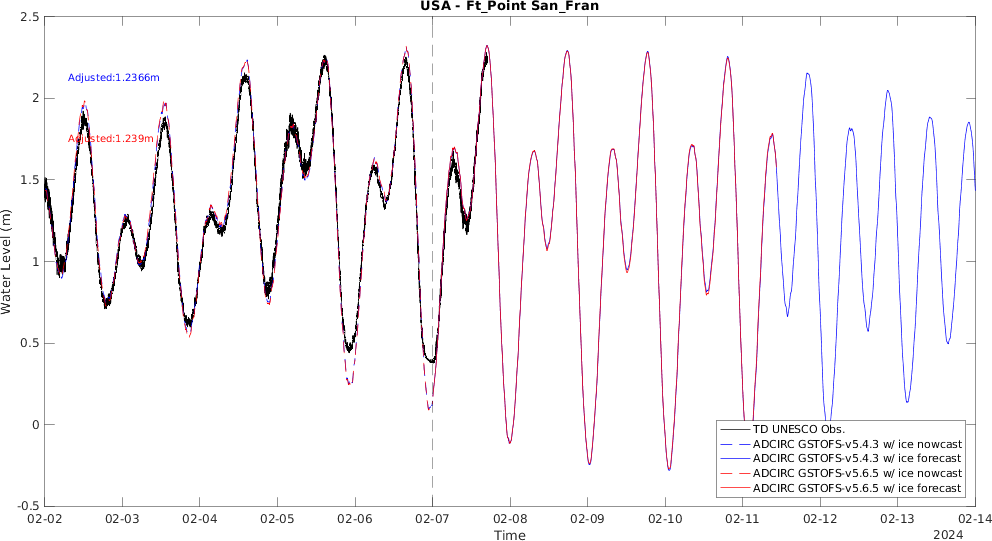 USA - Ft_Point San_Fran
2.5
2
1.5
1
0.5
0
-0.5
Water Level (m)
Adjusted:1.2366m
Adjusted:1.239m
TD UNESCO Obs.
ADCIRC GSTOFS-v5.4.3 w/ ice nowcast
ADCIRC GSTOFS-v5.4.3 w/ ice forecast
ADCIRC GSTOFS-v5.6.5 w/ ice nowcast
ADCIRC GSTOFS-v5.6.5 w/ ice forecast
02-02 02-03 02-04 02-05 02-06 02-07 02-08 02-09 02-10 02-11 02-12 02-13 02-14
Time
2024